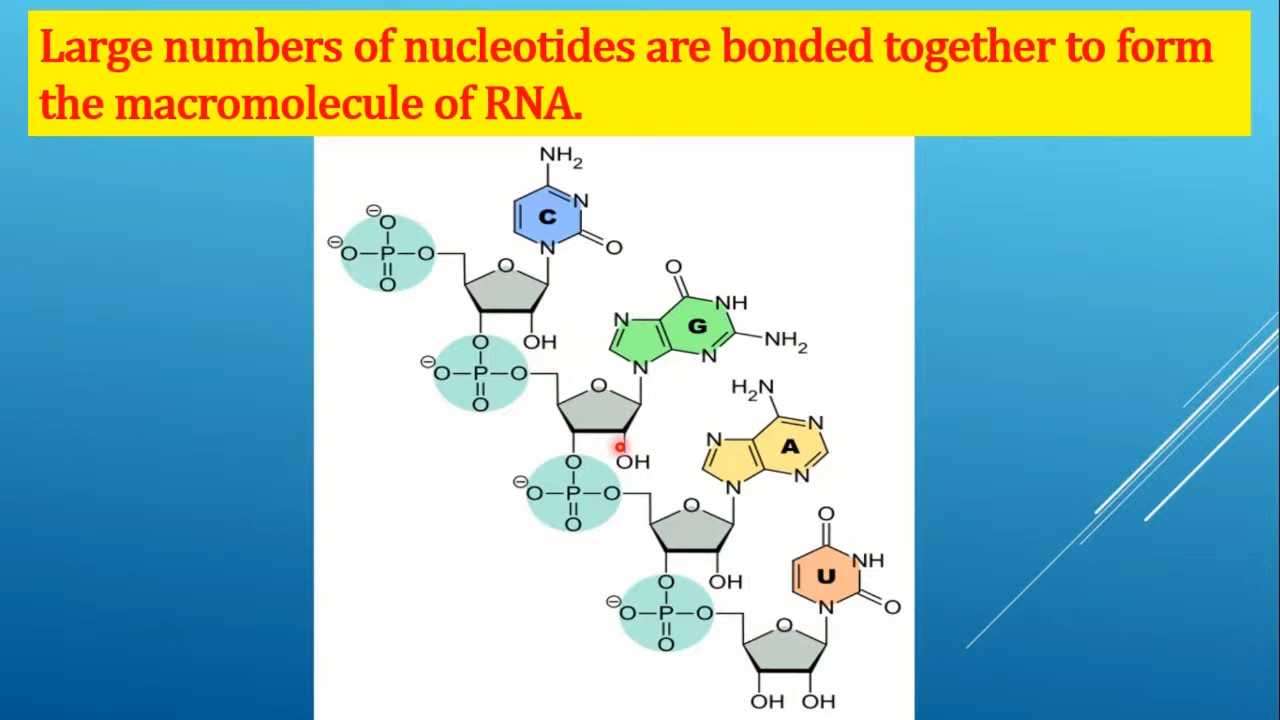 Large numbers of nucleotides are bonded together to form
the macromolecule of RNA.
NH2
N
C
N
O
O
⊖
O
⊖
O—P—O
O
O
OH
O
NH
G
NH2
N
N
N
O
⊖
O—P—O
O
O
OH
H2N
N
A
N
N
N
O
⊖
O—P—O
O
O
OH
O
NH
U
N
O
O
⊖
O—P—O
O
O
OH OH